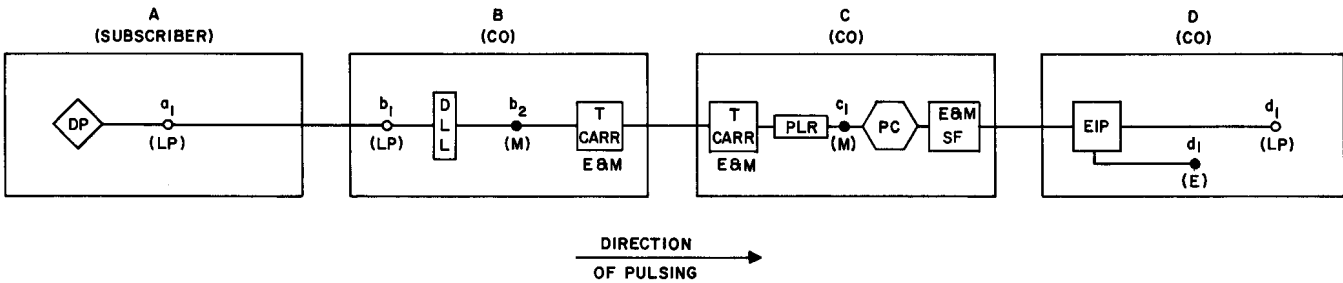 A
(SUBSCRIBER)
B
(CO)
C
(CO)
D
(CO)
DP
a1
(LP)
b1
(LP)
D
L
L
b2
(M)
T
CARR
E&M
T
CARR
E&M
PLR
c1
(M)
PC
E&M
SF
EIP
d1
(LP)
d1
(E)
DIRECTION
OF PULSING